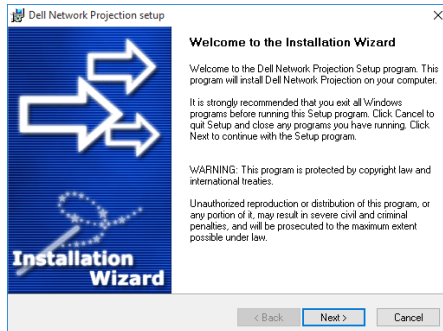 Dell Network Projection setup
Welcome to the Installation Wizard
Welcome to the Dell Network Projection Setup program. This
program will install Dell Network Projection on your computer.
It is strongly recommended that you exit all Windows
programs before running this Setup program. Click Cancel to
quit Setup and close any programs you have running. Click
Next to continue with the Setup program.
WARNING: This program is protected by copyright law and
international treaties.
Unauthorized reproduction or distribution of this program, or
any portion of it, may result in severe civil and criminal
penalties, and will be prosecuted to the maximum extent
possible under law.
Installation
Wizard
< Back Next > Cancel